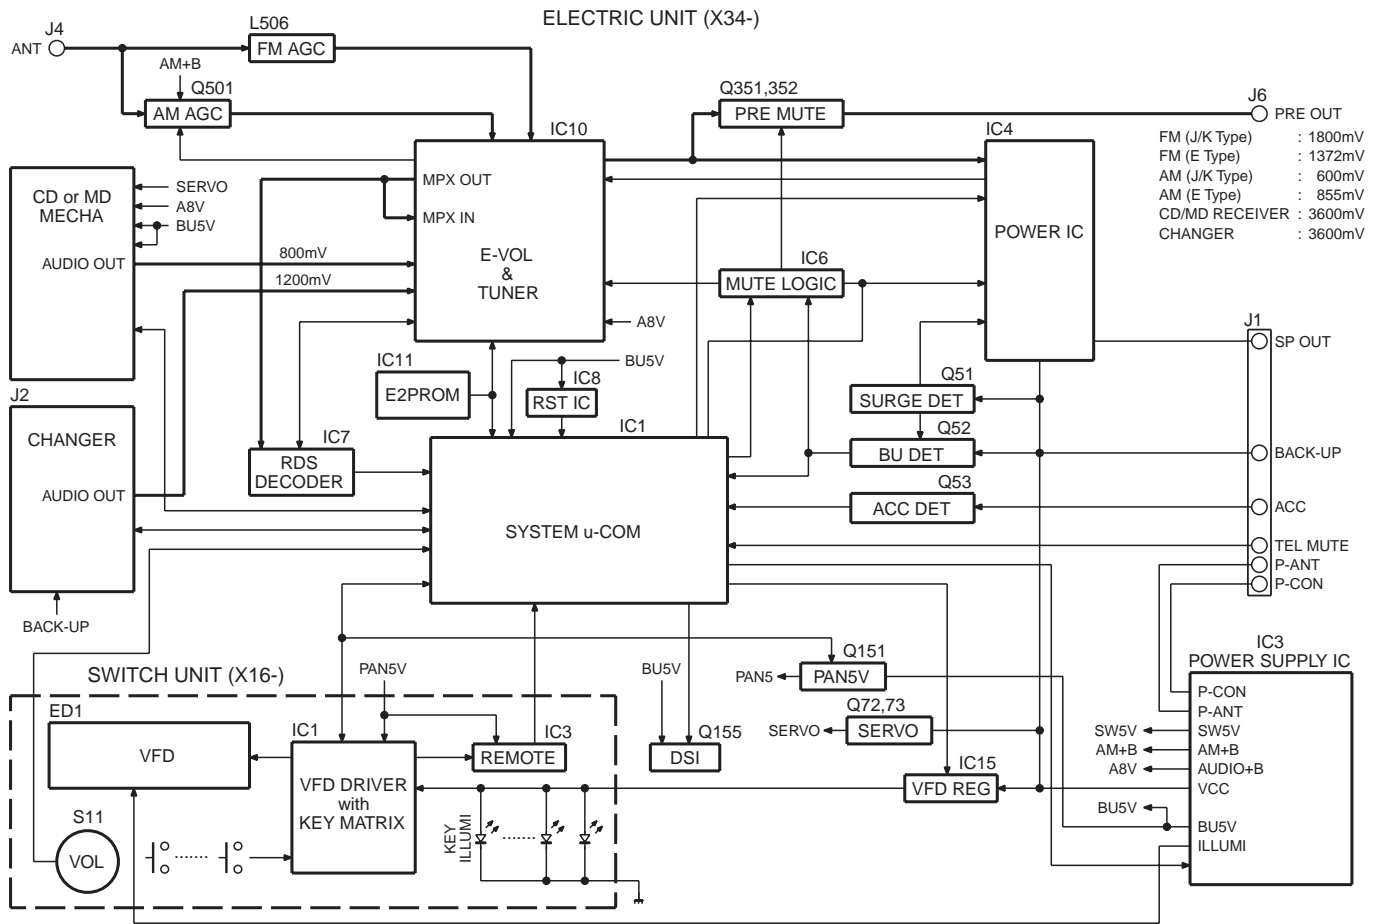 ELECTRIC UNIT (X34-)
J4
ANT
L506
FM AGC
AM+B
Q501
AM AGC
IC10
MPX OUT
MPX IN
E-VOL
&
TUNER
Q351,352
PRE MUTE
J6
PRE OUT
FM (J/K Type) : 1800mV
FM (E Type) : 1372mV
AM (J/K Type) : 600mV
AM (E Type) : 855mV
CD/MD RECEIVER : 3600mV
CHANGER : 3600mV
IC4
POWER IC
CD or MD
MECHA
SERVO
A8V
BU5V
AUDIO OUT
800mV
1200mV
IC6
MUTE LOGIC
A8V
J1
SP OUT
BACK-UP
ACC
TEL MUTE
P-ANT
P-CON
IC11
E2PROM
BU5V
IC8
RST IC
Q51
SURGE DET
Q52
BU DET
Q53
ACC DET
J2
CHANGER
AUDIO OUT
BACK-UP
IC7
RDS
DECODER
IC1
SYSTEM u-COM
SWITCH UNIT (X16-)
PAN5V
BU5V
Q151
PAN5
PAN5V
Q72,73
SERVO
SERVO
IC3
POWER SUPPLY IC
P-CON
P-ANT
SW5V
SW5V
AM+B
AM+B
A8V
AUDIO+B
VCC
BU5V
BU5V
ILLUMI
ED1
VFD
IC1
VFD DRIVER
with
KEY MATRIX
IC3
REMOTE
Q155
DSI
IC15
VFD REG
S11
VOL
KEY
ILLUMI